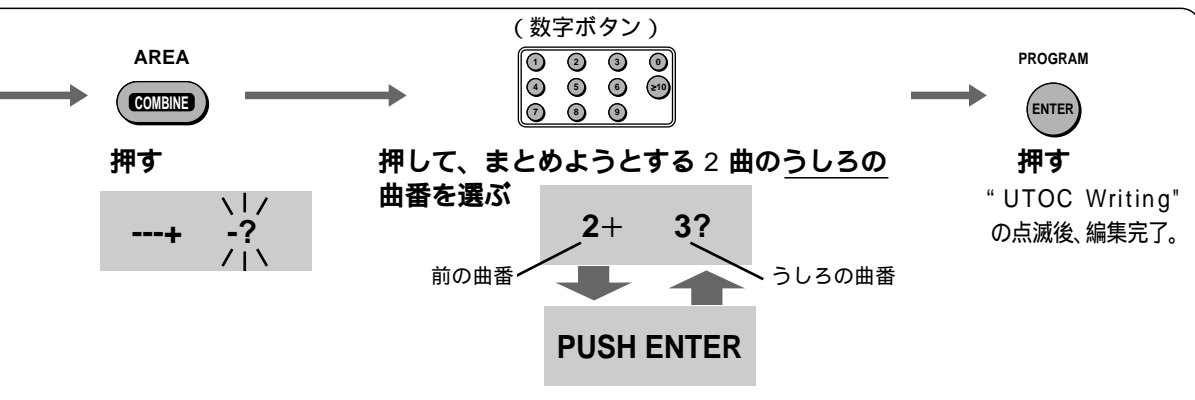 AREA
COMBINE
押す
---+ -?
(数字ボタン)
1 2 3 0
4 5 6 ≥10
7 8 9
押して、まとめようとする 2 曲のうしろの
曲番を選ぶ
2+ 3?
前の曲番
うしろの曲番
PUSH ENTER
PROGRAM
ENTER
押す
“ UTOC Writing"
の点滅後、編集完了。